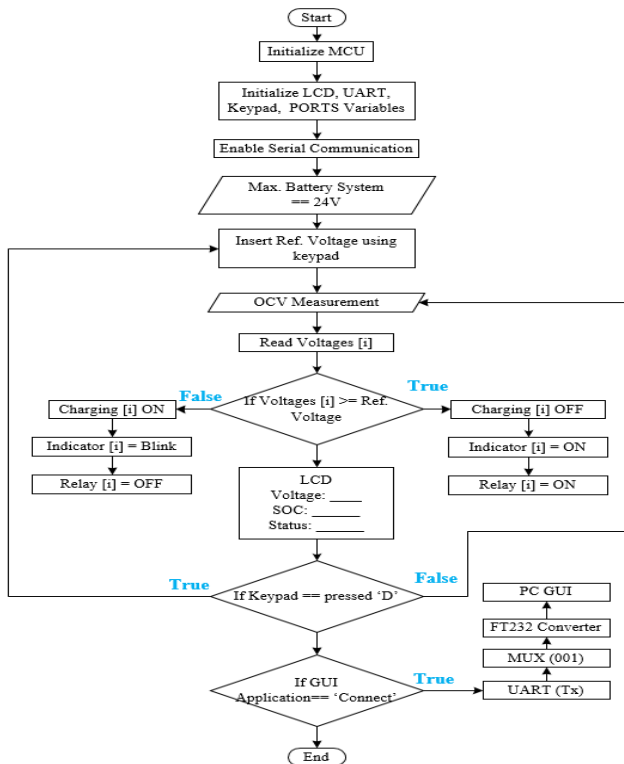 Start
Initialize MCU
Initialize LCD, UART,
Keypad, PORTS Variables
Enable Serial Communication
Max. Battery System
== 24V
Insert Ref. Voltage using
keypad
OCV Measurement
Read Voltages [i]
False
True
If Voltages [i] >= Ref.
Voltage
Charging [i] ON
Indicator [i] = Blink
Relay [i] = OFF
Charging [i] OFF
Indicator [i] = ON
Relay [i] = ON
LCD
Voltage: ____
SOC: ______
Status: ______
True
False
If Keypad == pressed ‘D’
PC GUI
FT232 Converter
MUX (001)
UART (Tx)
True
If GUI
Application== ‘Connect’
End